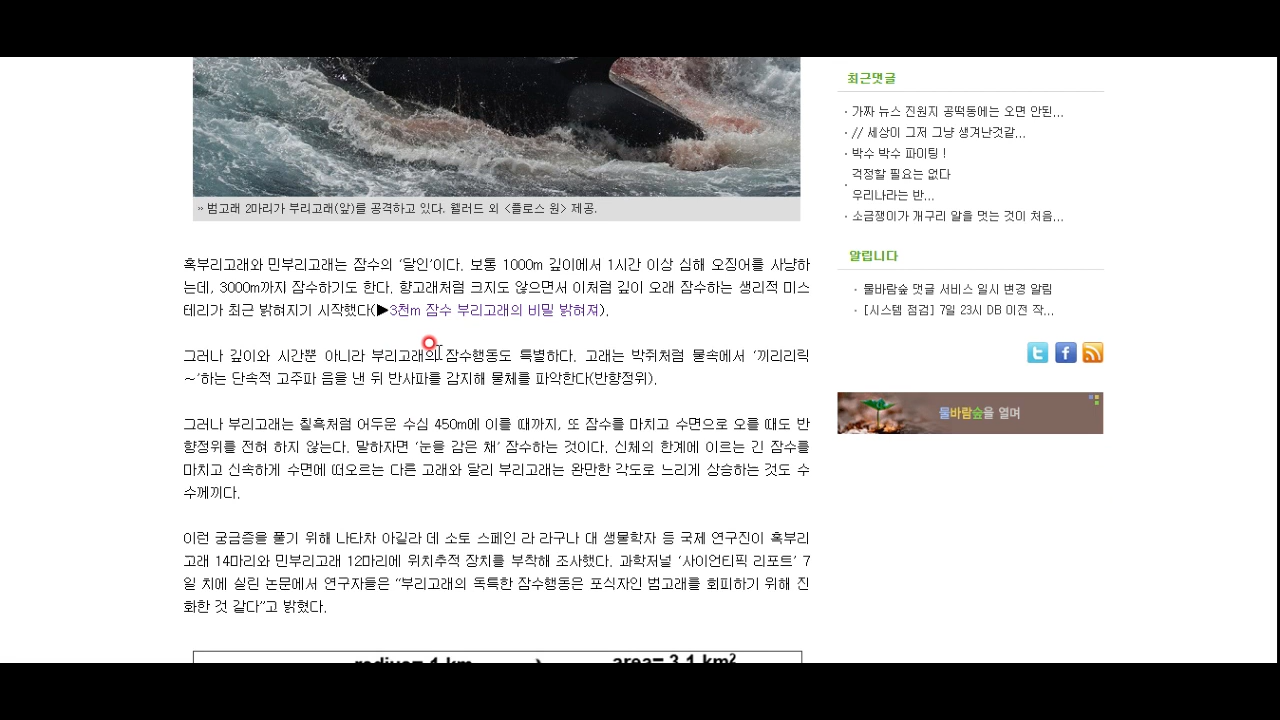 » 범고래 2마리가 부리고래(앞)를 공격하고 있다. 웰러드 외 <플로스 원> 제공.
혹부리고래와 민부리고래는 잠수의 ‘달인’이다. 보통 1000m 깊이에서 1시간 이상 심해 오징어를 사냥하
는데, 3000m까지 잠수하기도 한다. 향고래처럼 크지도 않으면서 이처럼 깊이 오래 잠수하는 생리적 미스
테리가 최근 밝혀지기 시작했다(▶3천m 잠수 부리고래의 비밀 밝혀져).
그러나 깊이와 시간뿐 아니라 부리고래의 잠수행동도 특별하다. 고래는 박쥐처럼 물속에서 ‘끼리리릭
~’하는 단속적 고주파 음을 낸 뒤 반사파를 감지해 물체를 파악한다(반향정위).
그러나 부리고래는 칠흑처럼 어두운 수심 450m에 이를 때까지, 또 잠수를 마치고 수면으로 오를 때도 반
향정위를 전혀 하지 않는다. 말하자면 ‘눈을 감은 채’ 잠수하는 것이다. 신체의 한계에 이르는 긴 잠수를
마치고 신속하게 수면에 떠오르는 다른 고래와 달리 부리고래는 완만한 각도로 느리게 상승하는 것도 수
수께끼다.
이런 궁금증을 풀기 위해 나타차 아길라 데 소토 스페인 라 라구나 대 생물학자 등 국제 연구진이 혹부리
고래 14마리와 민부리고래 12마리에 위치추적 장치를 부착해 조사했다. 과학저널 ‘사이언티픽 리포트’ 7
일 치에 실린 논문에서 연구자들은 “부리고래의 독특한 잠수행동은 포식자인 범고래를 회피하기 위해 진
화한 것 같다”고 밝혔다.
radius= 1 km → area= 3.1 km²
최근댓글
· 가짜 뉴스 진원지 공떡동에는 오면 안된...
· // 세상이 그저 그냥 생겨난것같...
· 박수 박수 파이팅 !
· 걱정할 필요는 없다
우리나라는 반...
· 소금쟁이가 개구리 알을 먹는 것이 처음...
알립니다
· 물바람숲 댓글 서비스 일시 변경 알림
· [시스템 점검] 7일 23시 DB 이전 작...
물바람숲을 열며